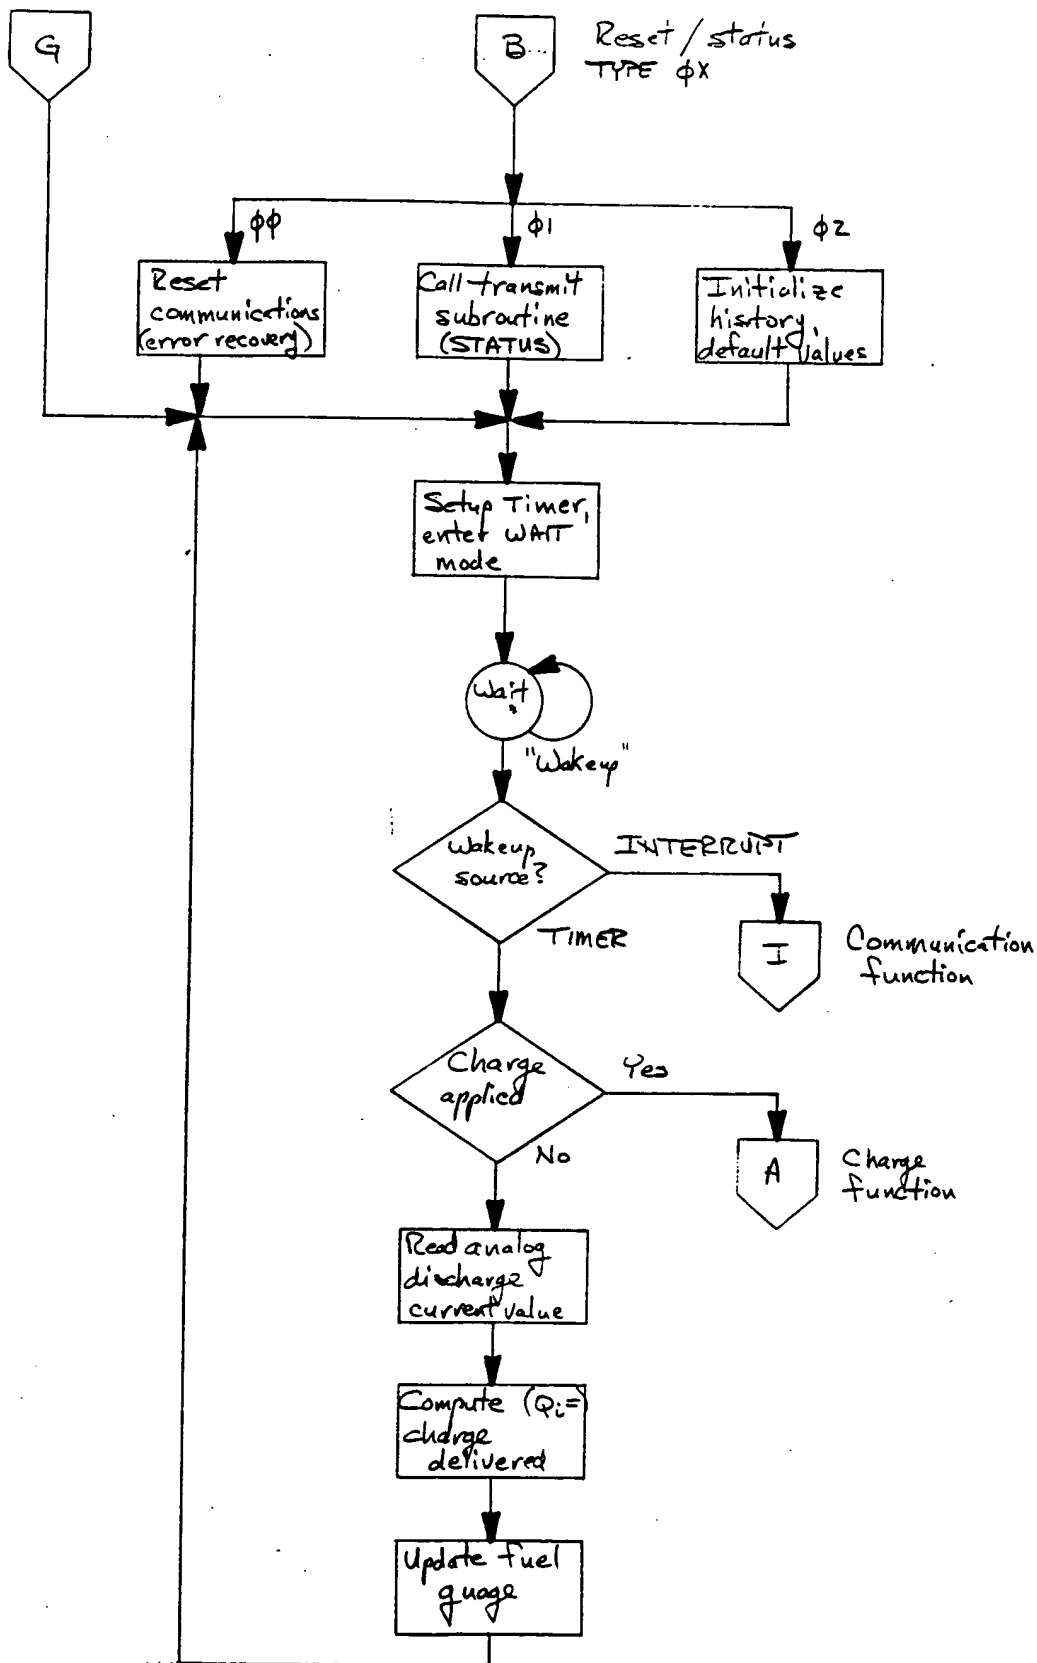 G
B
Reset / status
TYPE ϕX
ϕϕ
ϕ1
ϕ2
Reset
communications
(error recovery)
Call transmit
subroutine
(STATUS)
Initialize
history,
default values
Setup Timer,
enter WAIT
mode
Wait
"Wakeup"
Wakeup
source?
INTERRUPT
TIMER
I
Communication
function
Charge
applied
Yes
No
A
Charge
function
Read analog
discharge
current value
Compute (Qi=)
charge
delivered
Update fuel
guage